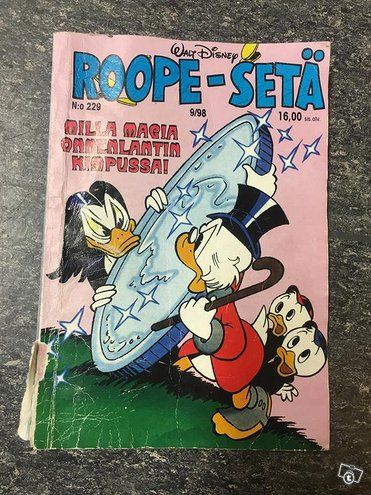 WALT DISNEY
ROOPE-SETÄ
N:o 229
9/98
16,00 sis. alv.
MILLA MAGIA
ONNENLANTIN
KIMPUSSA!